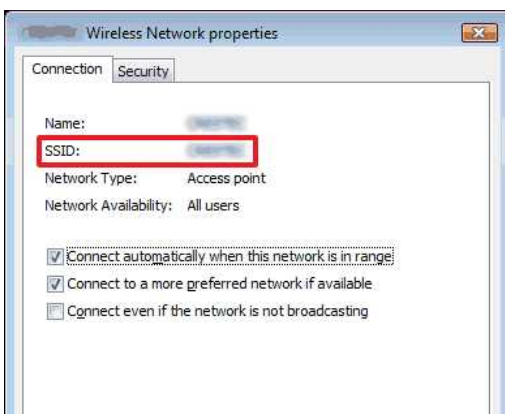 Wireless Network properties
Connection Security
Name:
SSID:
Network Type: Access point
Network Availability: All users
Connect automatically when this network is in range
Connect to a more preferred network if available
Connect even if the network is not broadcasting